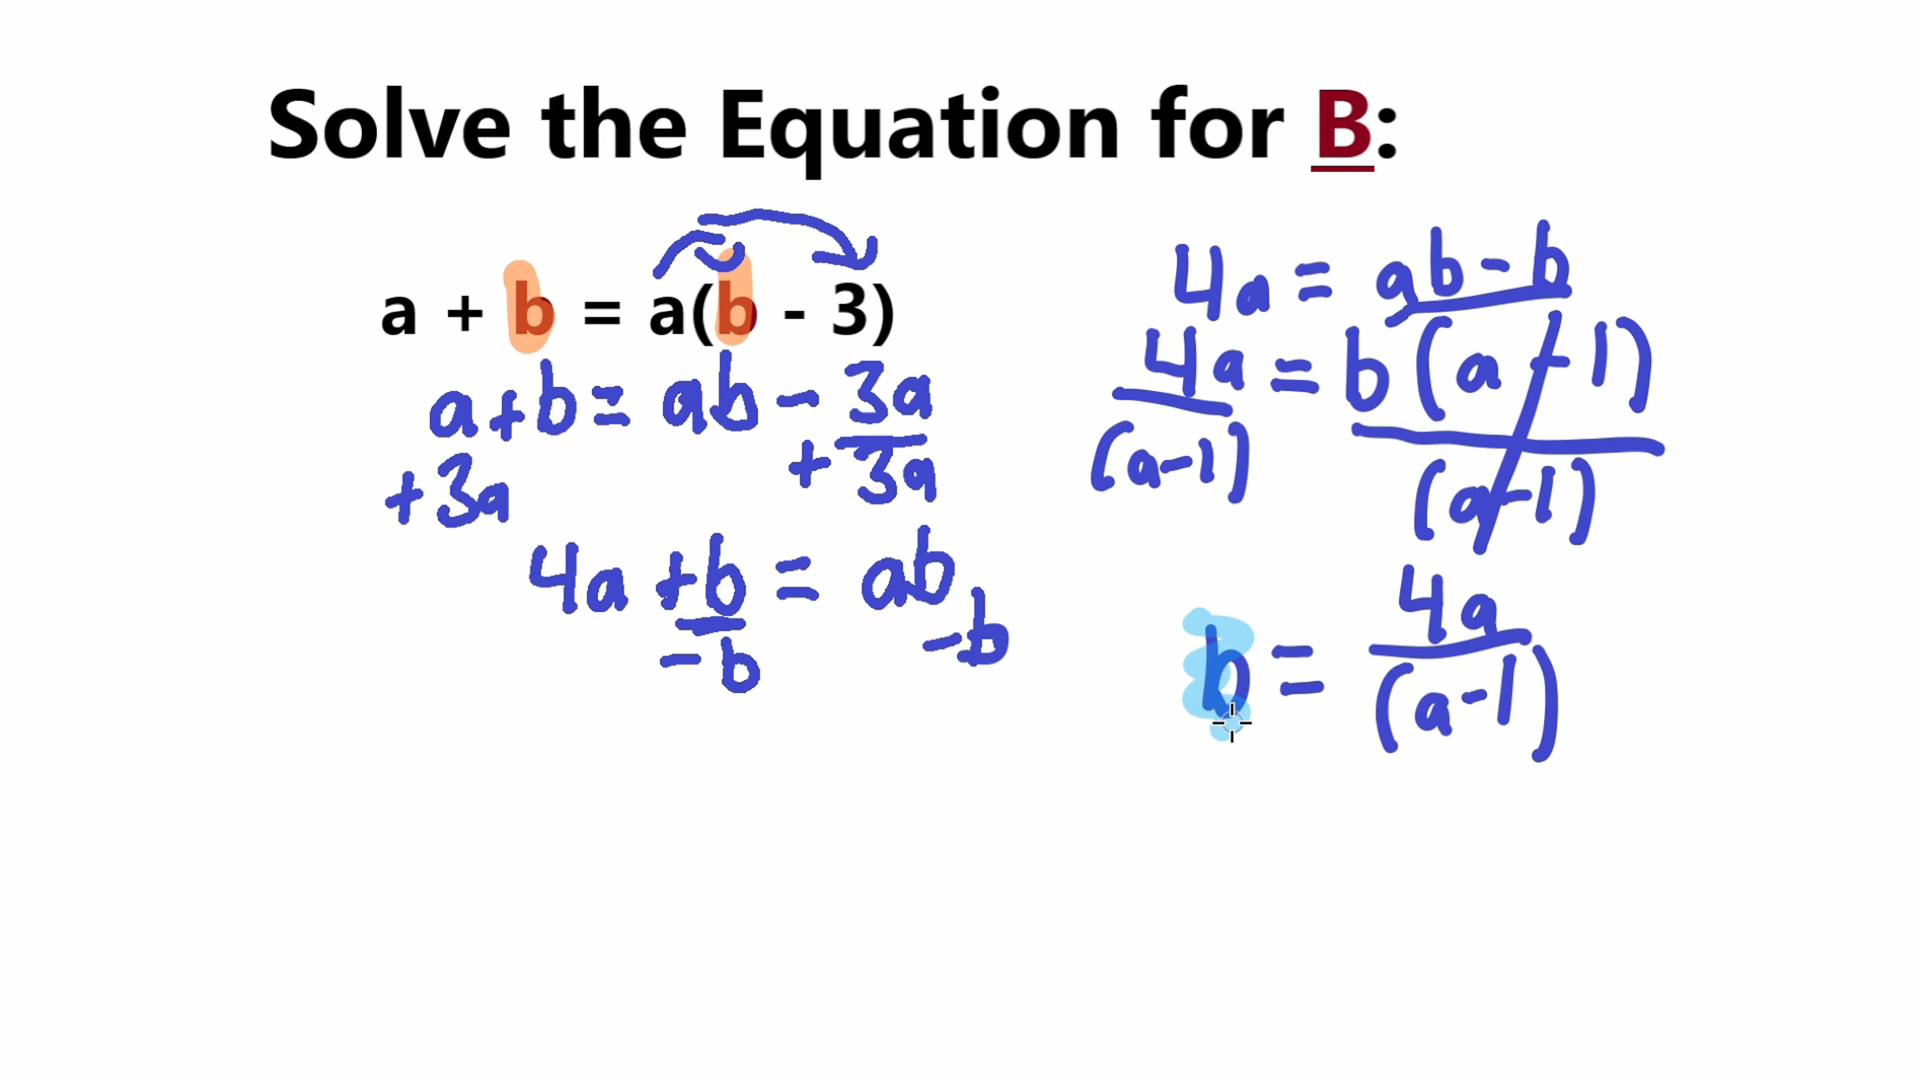 Solve the Equation for B:
a + b = a(b - 3)
a+b = ab - 3a
+3a +3a
4a +b = ab
-b -b
4a = ab - b
4a = b(a - 1)
(a-1) (a-1)
b = 4a
(a-1)